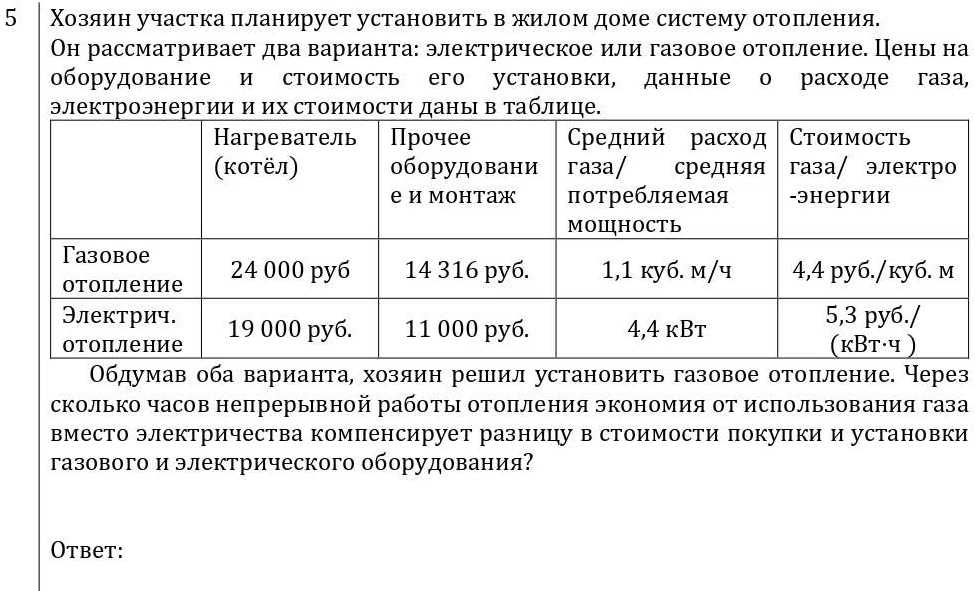 5
Хозяин участка планирует установить в жилом доме систему отопления.
Он рассматривает два варианта: электрическое или газовое отопление. Цены на
оборудование и стоимость его установки, данные о расходе газа,
электроэнергии и их стоимости даны в таблице.
Нагреватель (котёл)
Прочее оборудование и монтаж
Средний расход газа/ средняя потребляемая мощность
Стоимость газа/ электро-энергии
Газовое отопление
24 000 руб
14 316 руб.
1,1 куб. м/ч
4,4 руб./куб. м
Электрич. отопление
19 000 руб.
11 000 руб.
4,4 кВт
5,3 руб./ (кВт·ч )
Обдумав оба варианта, хозяин решил установить газовое отопление. Через
сколько часов непрерывной работы отопления экономия от использования газа
вместо электричества компенсирует разницу в стоимости покупки и установки
газового и электрического оборудования?
Ответ: